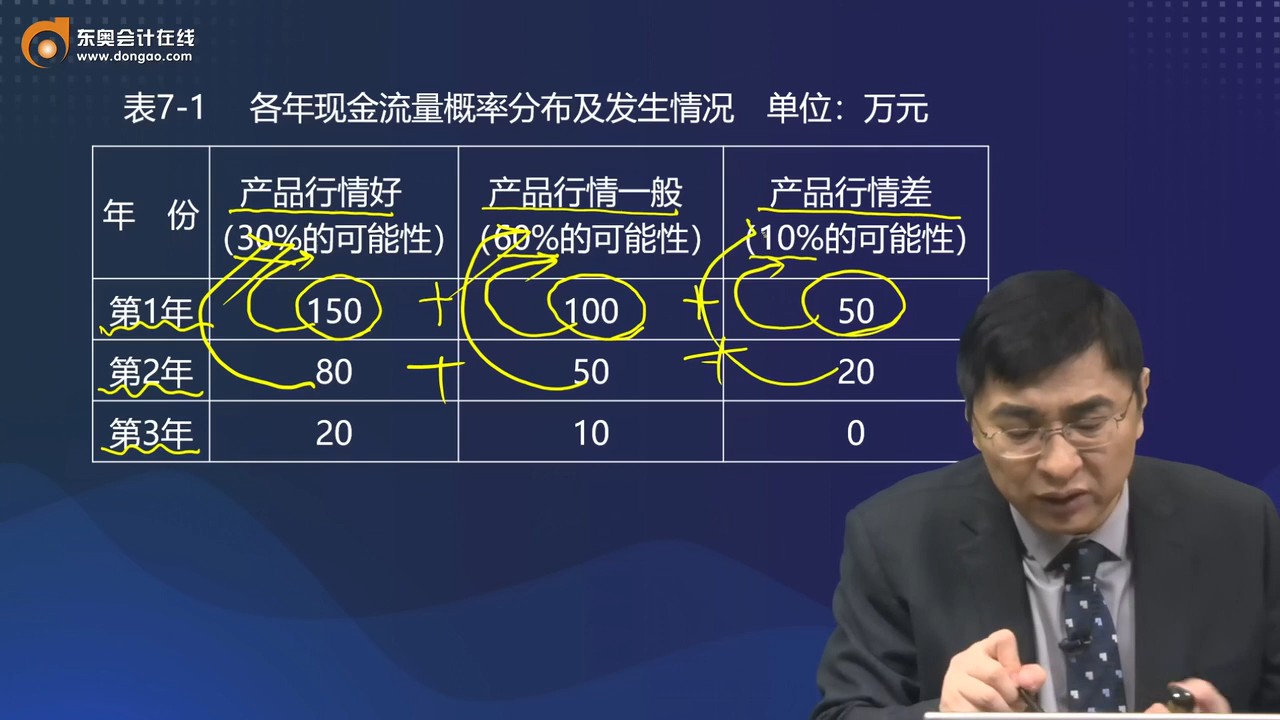 东奥会计在线
www.dongao.com
表7-1 各年现金流量概率分布及发生情况 单位：万元
年 份 产品行情好 产品行情一般 产品行情差
（30%的可能性） （60%的可能性） （10%的可能性）
第1年 150 + 100 + 50
第2年 80 + 50 + 20
第3年 20 10 0